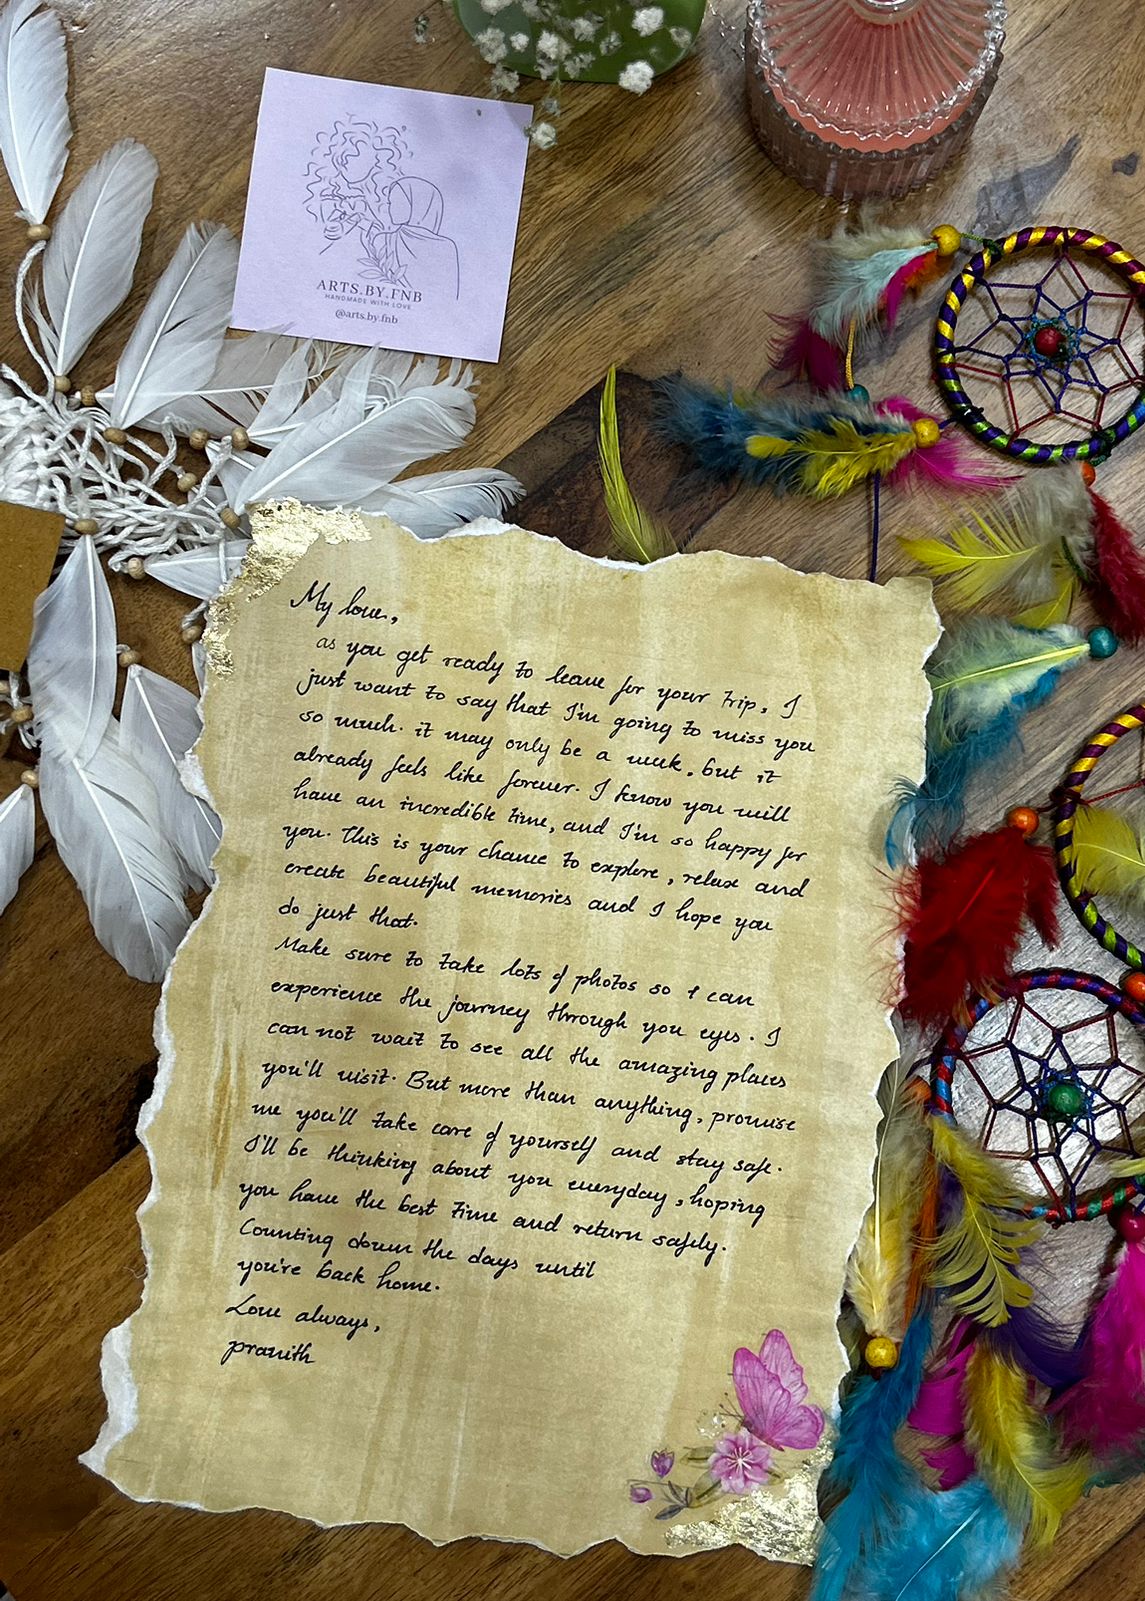 ARTS.BY.FNB
HANDMADE WITH LOVE
@arts.by.fnb
My love,
as you get ready to leave for your trip, I
just want to say that I'm going to miss you
so much. it may only be a week, but it
already feels like forever. I know you will
have an incredible time, and I'm so happy for
you. This is your chance to explore, relax and
create beautiful memories and I hope you
do just that.
Make sure to take lots of photos so I can
experience the journey through you eyes. I
can not wait to see all the amazing places
you'll visit. But more than anything, promise
me you'll take care of yourself and stay safe.
I'll be thinking about you everyday, hoping
you have the best time and return safely.
Counting down the days until
you're back home.
Love always,
pranith